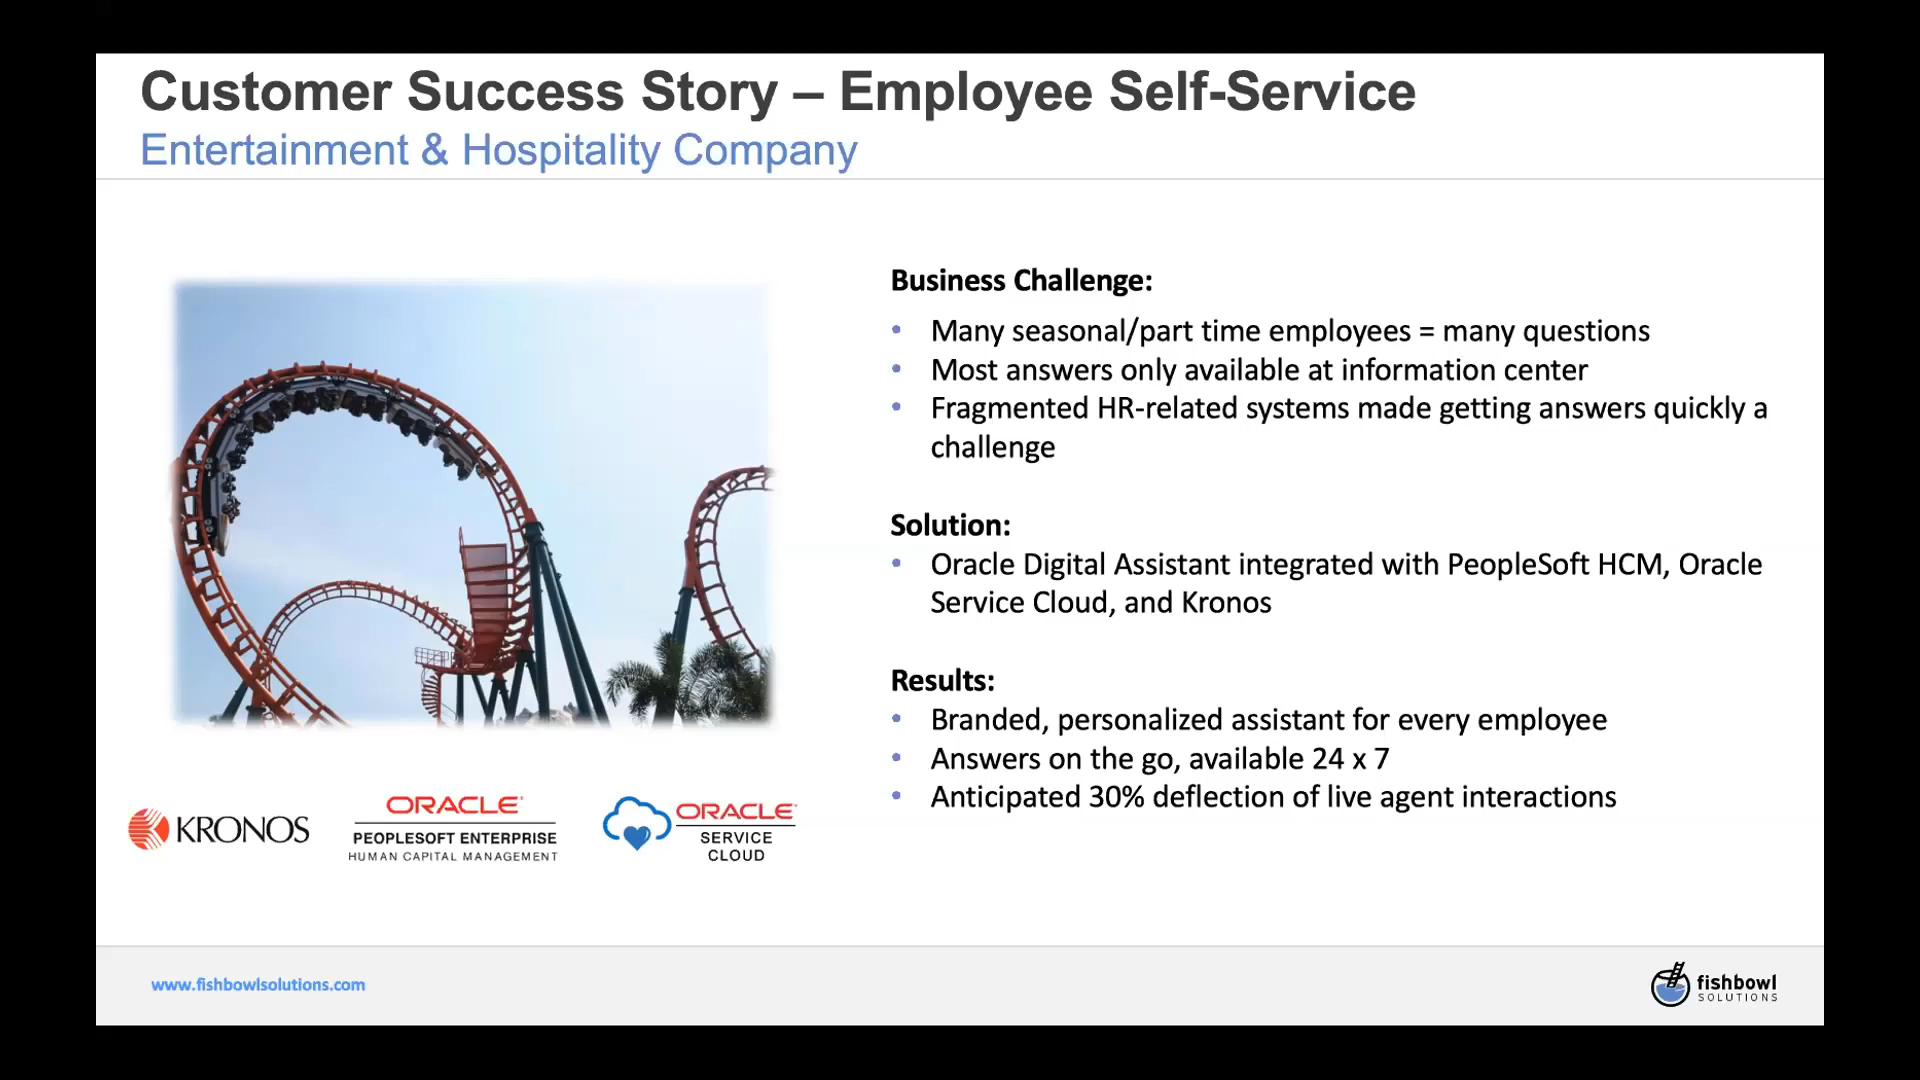 Customer Success Story – Employee Self-Service
Entertainment & Hospitality Company
Business Challenge:
• Many seasonal/part time employees = many questions
• Most answers only available at information center
• Fragmented HR-related systems made getting answers quickly a
challenge
Solution:
• Oracle Digital Assistant integrated with PeopleSoft HCM, Oracle
Service Cloud, and Kronos
Results:
• Branded, personalized assistant for every employee
• Answers on the go, available 24 x 7
• Anticipated 30% deflection of live agent interactions
KRONOS
ORACLE
PEOPLESOFT ENTERPRISE
HUMAN CAPITAL MANAGEMENT
ORACLE
SERVICE
CLOUD
www.fishbowlsolutions.com
fishbowl
SOLUTIONS